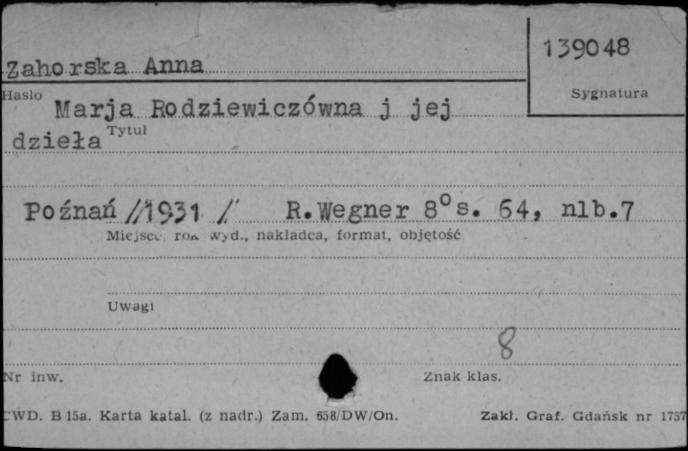 139048
Zahorska Anna
Sygnatura
Hasło
Marja Rodziewiczówna j jej
dzieła Tytuł
Poznań //1931 /" R.Wegner 8° s. 64, nlb.7
Miejsce, rok wyd., nakładca, format, objętość
Uwagi
8
Nr inw. Znak klas.
CWD. B 15a. Karta katal. (z nadr.) Zam. 658/DW/On. Zakł. Graf. Gdańsk nr 1757